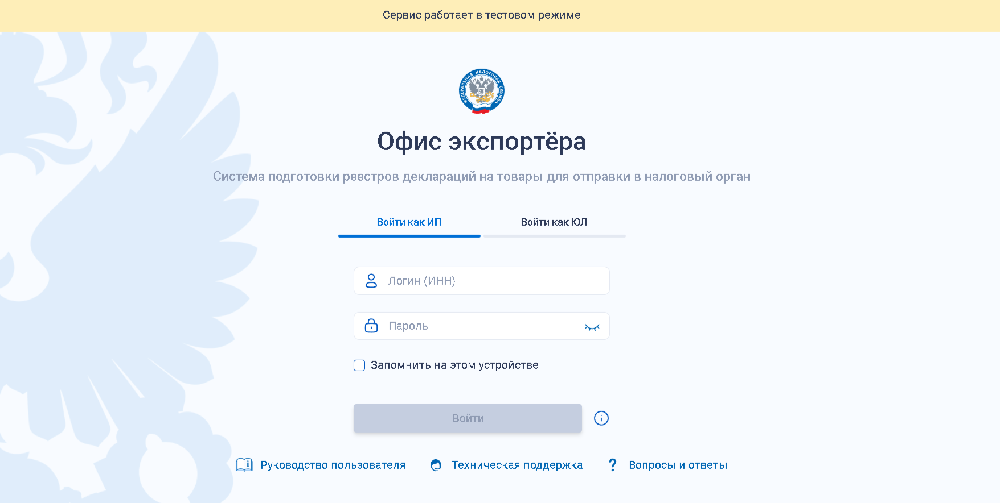 Сервис работает в тестовом режиме
ФЕДЕРАЛЬНАЯ НАЛОГОВАЯ СЛУЖБА
Офис экспортёра
Система подготовки реестров деклараций на товары для отправки в налоговый орган
Войти как ИП
Войти как ЮЛ
Логин (ИНН)
Пароль
Запомнить на этом устройстве
Войти
Руководство пользователя
Техническая поддержка
? Вопросы и ответы